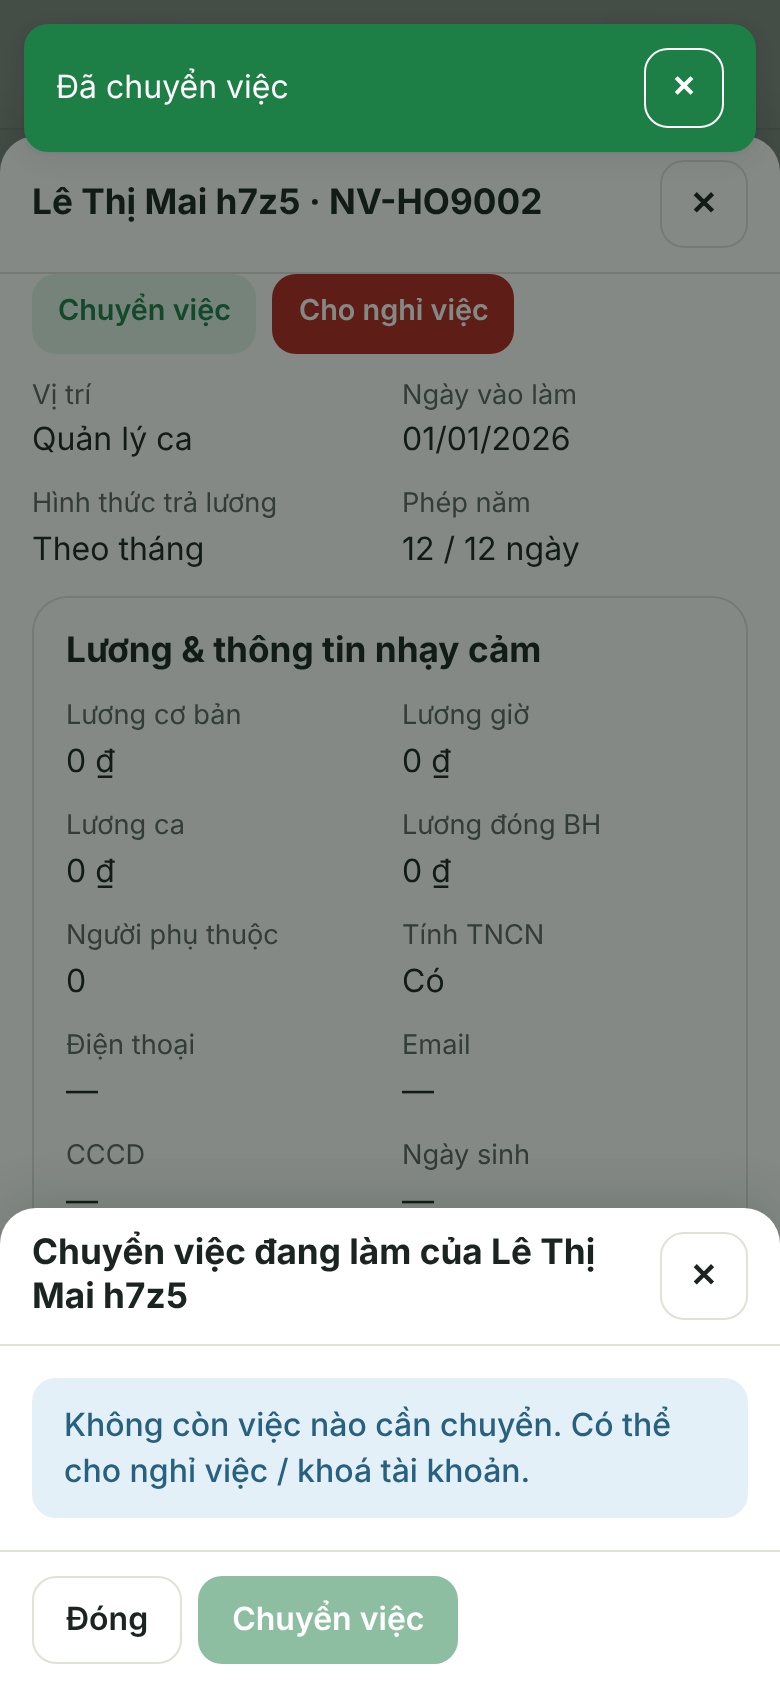 Đã chuyển việc
Lê Thị Mai h7z5 · NV-HO9002
Chuyển việc
Cho nghỉ việc
Vị trí
Ngày vào làm
Quản lý ca
01/01/2026
Hình thức trả lương
Phép năm
Theo tháng
12 / 12 ngày
Lương & thông tin nhạy cảm
Lương cơ bản
Lương giờ
0 ₫
0 ₫
Lương ca
Lương đóng BH
0 ₫
0 ₫
Người phụ thuộc
Tính TNCN
0
Có
Điện thoại
Email
—
—
CCCD
Ngày sinh
—
—
Chuyển việc đang làm của Lê Thị
Mai h7z5
Không còn việc nào cần chuyển. Có thể
cho nghỉ việc / khoá tài khoản.
Đóng
Chuyển việc